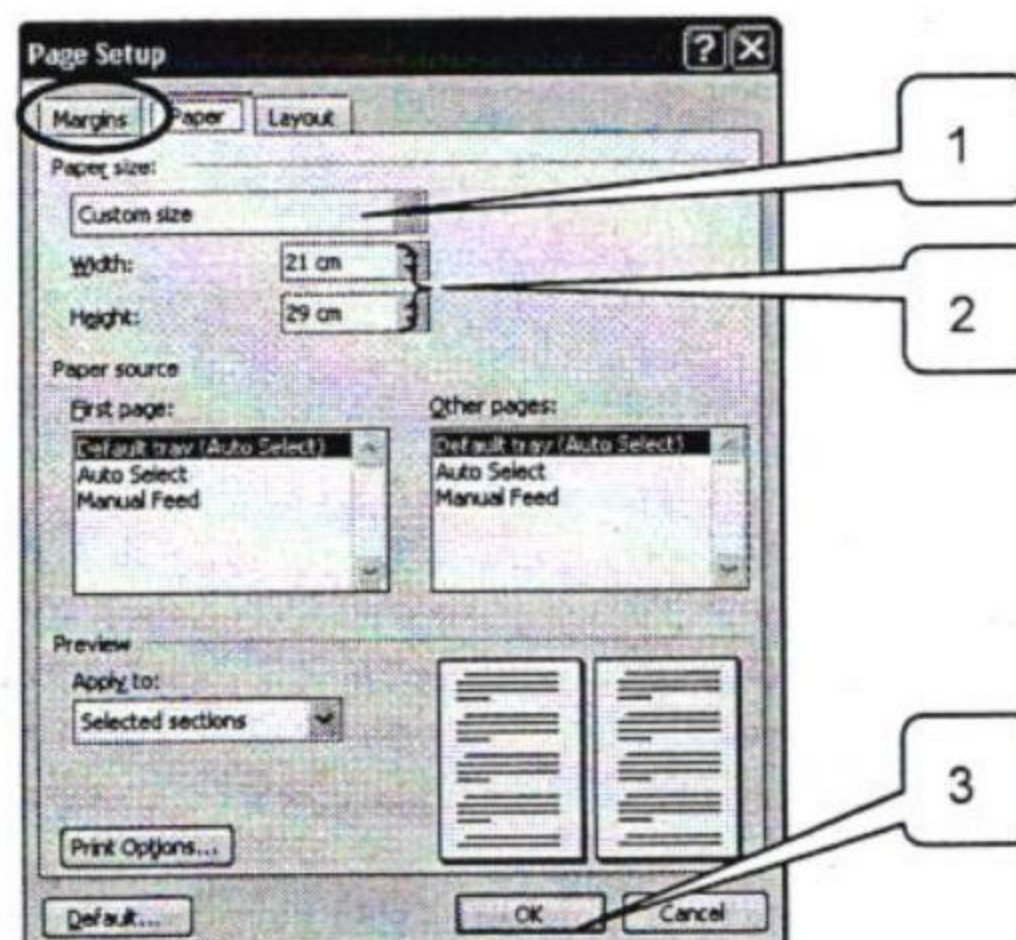 Page Setup
Margins Paper Layout
Paper size:
Custom size
1
Width: 21 cm
Height: 29 cm
2
Paper source
First page: Other pages:
Default tray (Auto Select) Default tray (Auto Select)
Auto Select Auto Select
Manual Feed Manual Feed
Preview
Apply to:
Selected sections
3
Print Options...
Default... OK Cancel